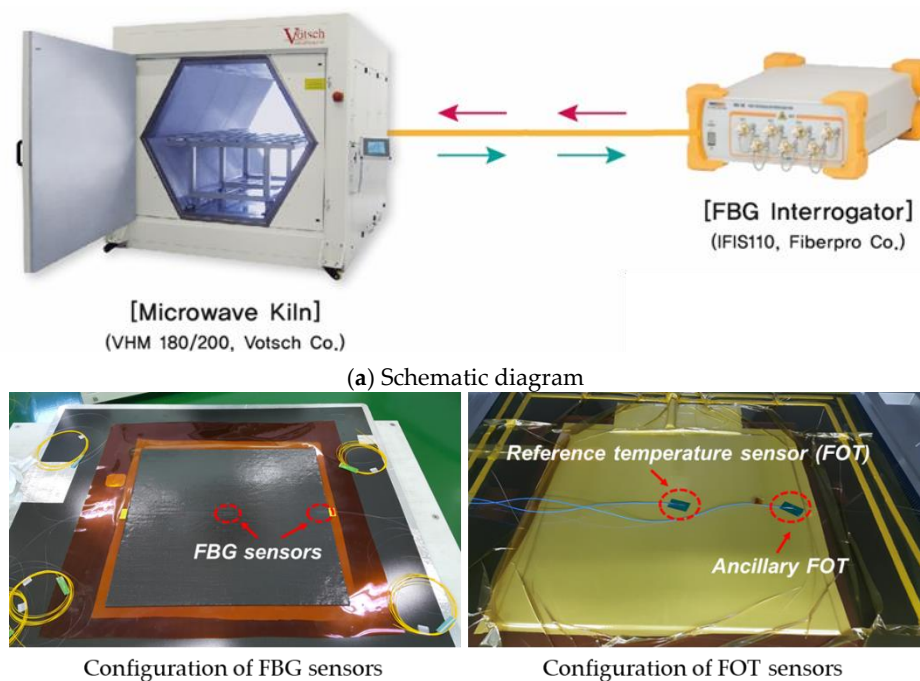 Votsch
[FBG Interrogator]
(IFIS110, Fiberpro Co.)
[Microwave Kiln]
(VHM 180/200, Votsch Co.)
(a) Schematic diagram
FBG sensors
Reference temperature sensor (FOT)
Ancillary FOT
Configuration of FBG sensors
Configuration of FOT sensors